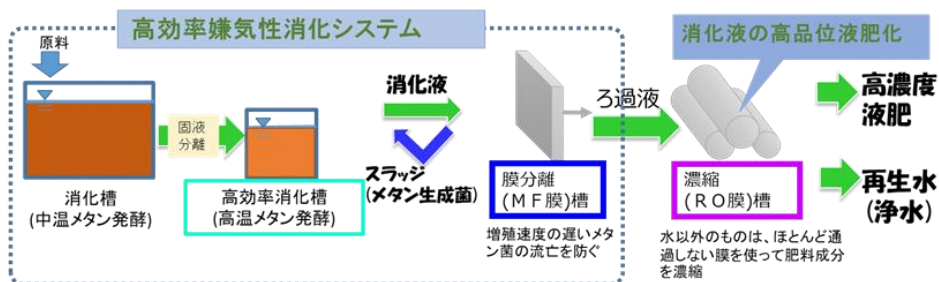 高効率嫌気性消化システム
消化液の高品位液肥化
原料
固液
分離
消化槽
(中温メタン発酵)
高効率消化槽
(高温メタン発酵)
消化液
スラッジ
(メタン生成菌)
膜分離
(MF膜)槽
増殖速度の遅いメタ
ン菌の流亡を防ぐ
ろ過液
濃縮
(RO膜)槽
水以外のものは、ほとんど通
過しない膜を使って肥料成分
を濃縮
高濃度
液肥
再生水
(浄水)